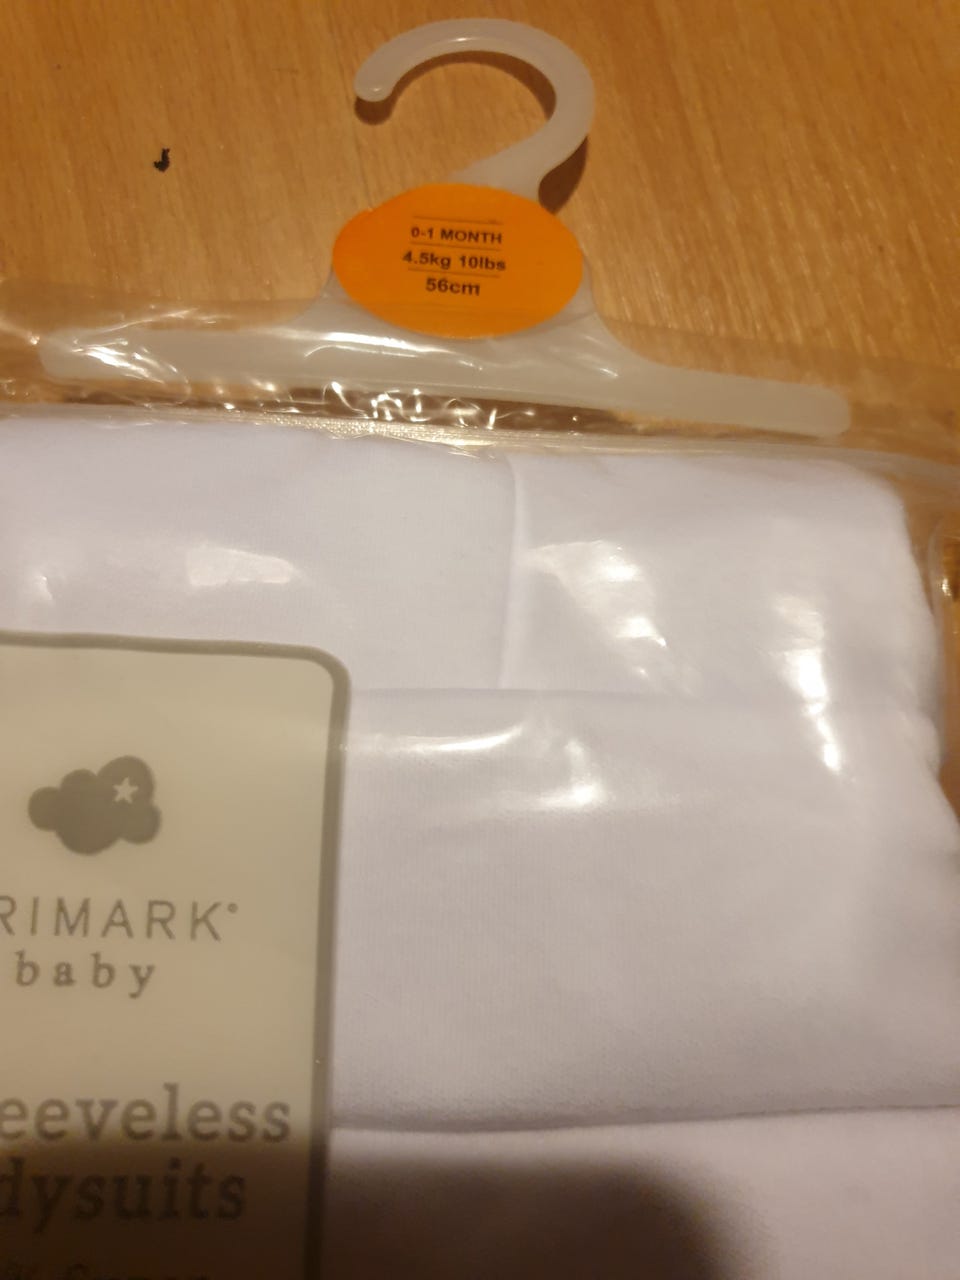 0-1 MONTH
4.5kg 10lbs
56cm
RIMARK®
baby
eeveless
dysuits